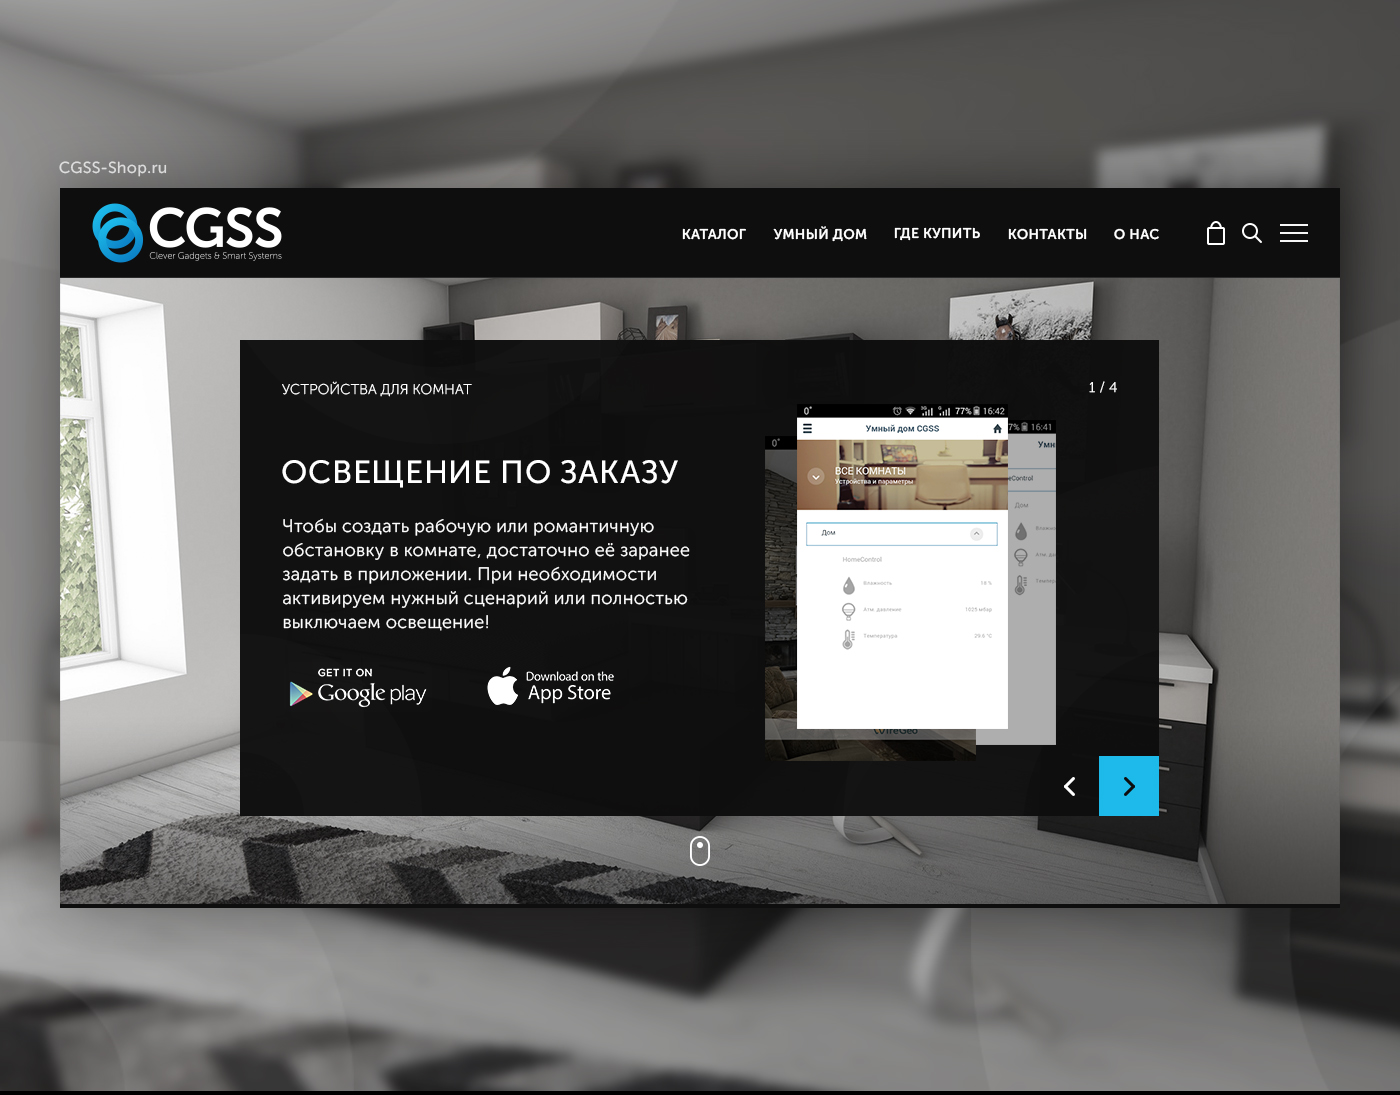 CGSS-Shop.ru
CGSS
Clever Gadgets & Smart Systems
КАТАЛОГ
УМНЫЙ ДОМ
ГДЕ КУПИТЬ
КОНТАКТЫ
О НАС
УСТРОЙСТВА ДЛЯ КОМНАТ
1 / 4
ОСВЕЩЕНИЕ ПО ЗАКАЗУ
Чтобы создать рабочую или романтичную
обстановку в комнате, достаточно её заранее
задать в приложении. При необходимости
активируем нужный сценарий или полностью
выключаем освещение!
GET IT ON
Google play
Download on the
App Store
0°
0°
3G
G
77%
16:42
Умный дом CGSS
ВСЕ КОМНАТЫ
Устройства и параметры
Дом
HomeControl
Влажность
18 %
Атм. давление
1025 мбар
Температура
7%
16:41
Умн
eControl
Дом
Влажно
Атм. да
Темпер